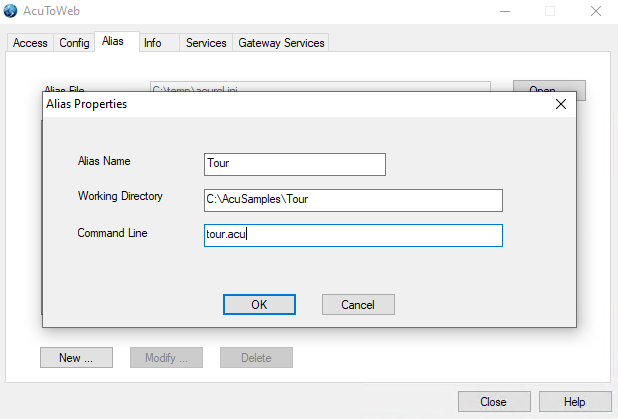 AcuToWeb
Access Config Alias Info Services Gateway Services
Alias File C:\temp\acurcl.ini Open ...
Alias Properties
Alias Name Tour
Working Directory C:\AcuSamples\Tour
Command Line tour.acu
OK Cancel
New ... Modify ... Delete
Close Help